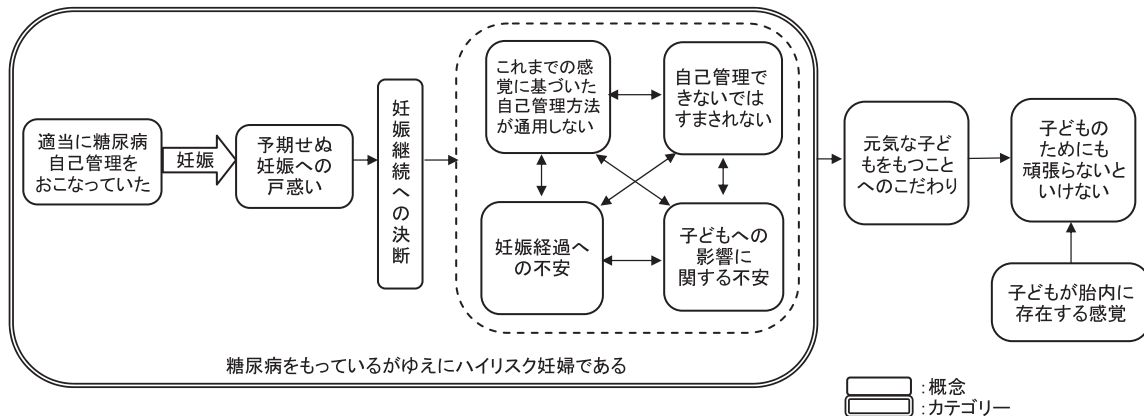 適当に糖尿病
自己管理を
おこなっていた
妊娠
予期せぬ
妊娠への
戸惑い
妊娠継続への決断
これまでの感
覚に基づいた
自己管理方法
が通用しない
自己管理で
きないでは
すまされない
妊娠経過へ
の不安
子どもへの
影響に
関する不安
糖尿病をもっているがゆえにハイリスク妊婦である
元気な子ど
もをもつこと
へのこだわり
子どもの
ためにも
頑張らないと
いけない
子どもが胎内に
存在する感覚
:概念
:カテゴリー